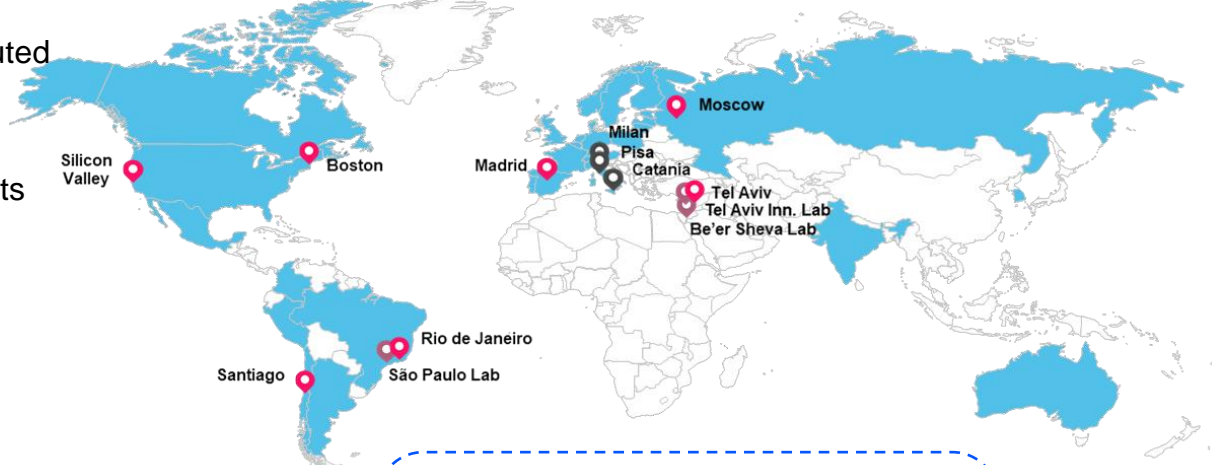 uted
Moscow
Milan
Silicon
Valley
Boston
Madrid
Pisa
Catania
ts
Tel Aviv
Tel Aviv Inn. Lab
Be'er Sheva Lab
Rio de Janeiro
Santiago
São Paulo Lab